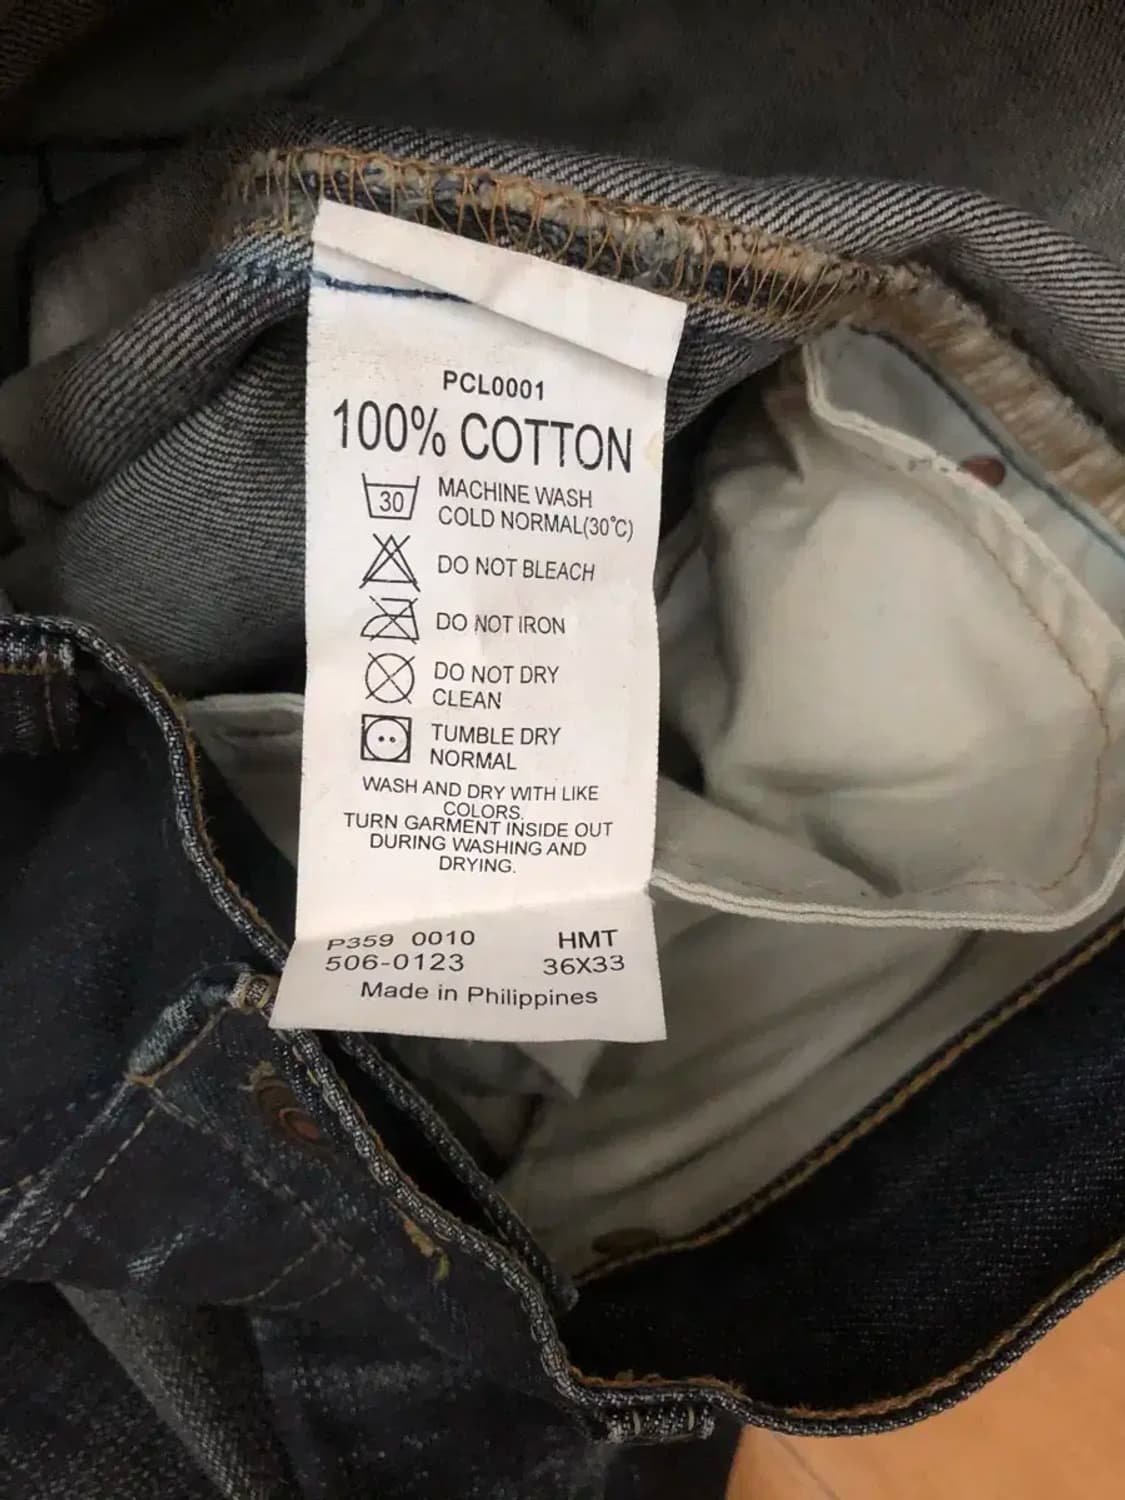 PCL0001
100% COTTON
30
MACHINE WASH
COLD NORMAL(30°C)
DO NOT BLEACH
DO NOT IRON
DO NOT DRY
CLEAN
TUMBLE DRY
NORMAL
WASH AND DRY WITH LIKE
COLORS.
TURN GARMENT INSIDE OUT
DURING WASHING AND
DRYING.
P359 0010 HMT
506-0123 36X33
Made in Philippines